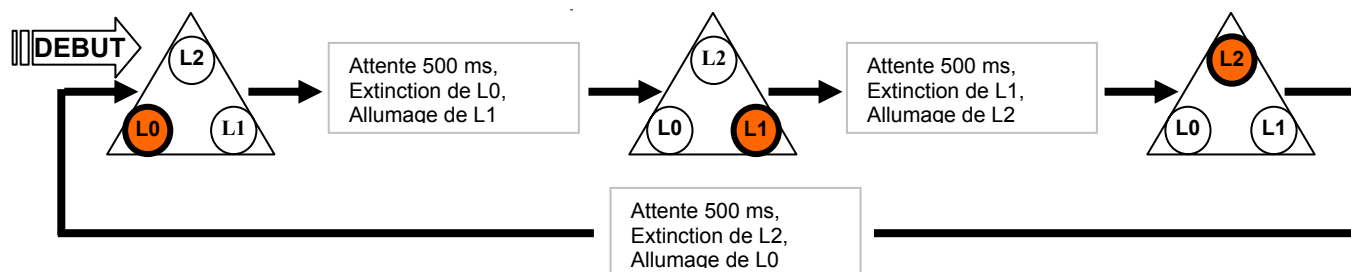 DEBUT
L2
L0
L1
Attente 500 ms,
Extinction de L0,
Allumage de L1
L2
L0
L1
Attente 500 ms,
Extinction de L1,
Allumage de L2
L2
L0
L1
Attente 500 ms,
Extinction de L2,
Allumage de L0